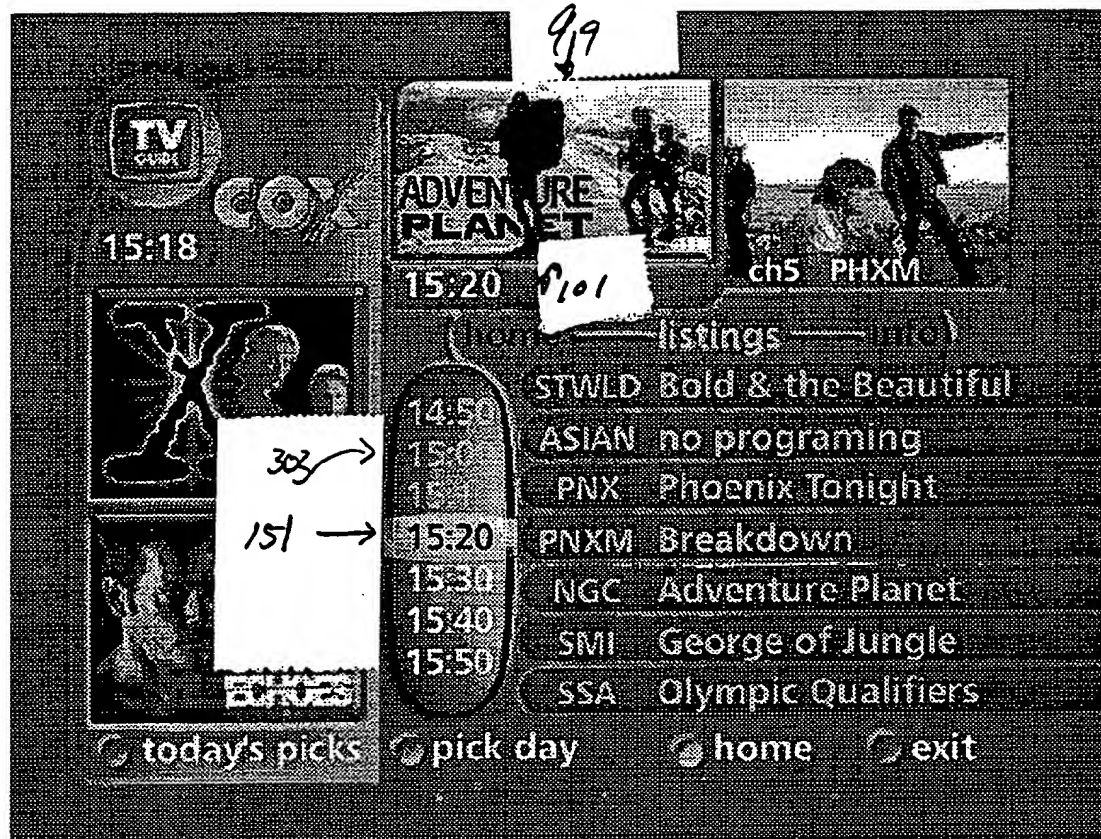 99
TV
GUIDE
COX
15:18
ADVENTURE
PLANET
15:20
101
ch5 PHXM
(home listings info)
X
14:50
15:20
15:30
15:40
15:50
303
151
STWLD Bold & the Beautiful
ASIAN no programing
PNX Phoenix Tonight
PNXM Breakdown
NGC Adventure Planet
SMI George of Jungle
SSA Olympic Qualifiers
ECHOES
today's picks
pick day
home
exit